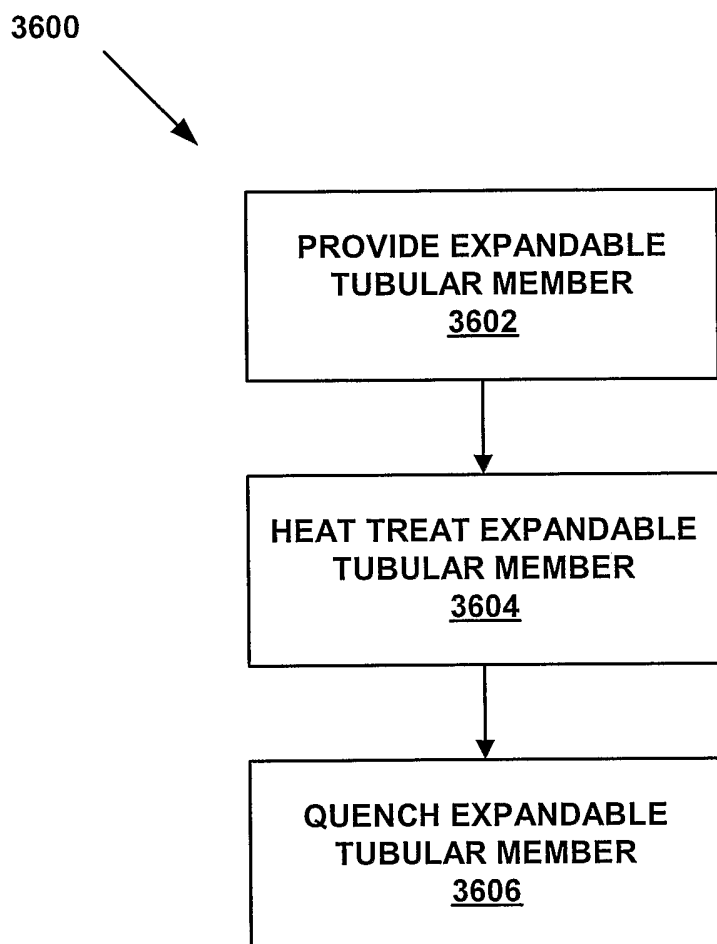 3600
PROVIDE EXPANDABLE
TUBULAR MEMBER
3602
HEAT TREAT EXPANDABLE
TUBULAR MEMBER
3604
QUENCH EXPANDABLE
TUBULAR MEMBER
3606